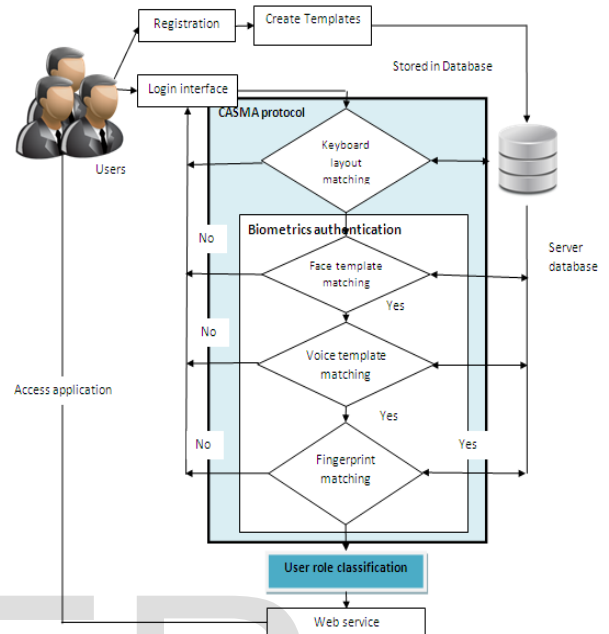 Registration
Create Templates
Stored in Database
Login interface
CASMA protocol
Users
Keyboard
layout
matching
No
Biometrics authentication
Server
database
Face template
matching
Yes
No
Voice template
matching
Access application
Yes
No
Yes
Fingerprint
matching
User role classification
Web service